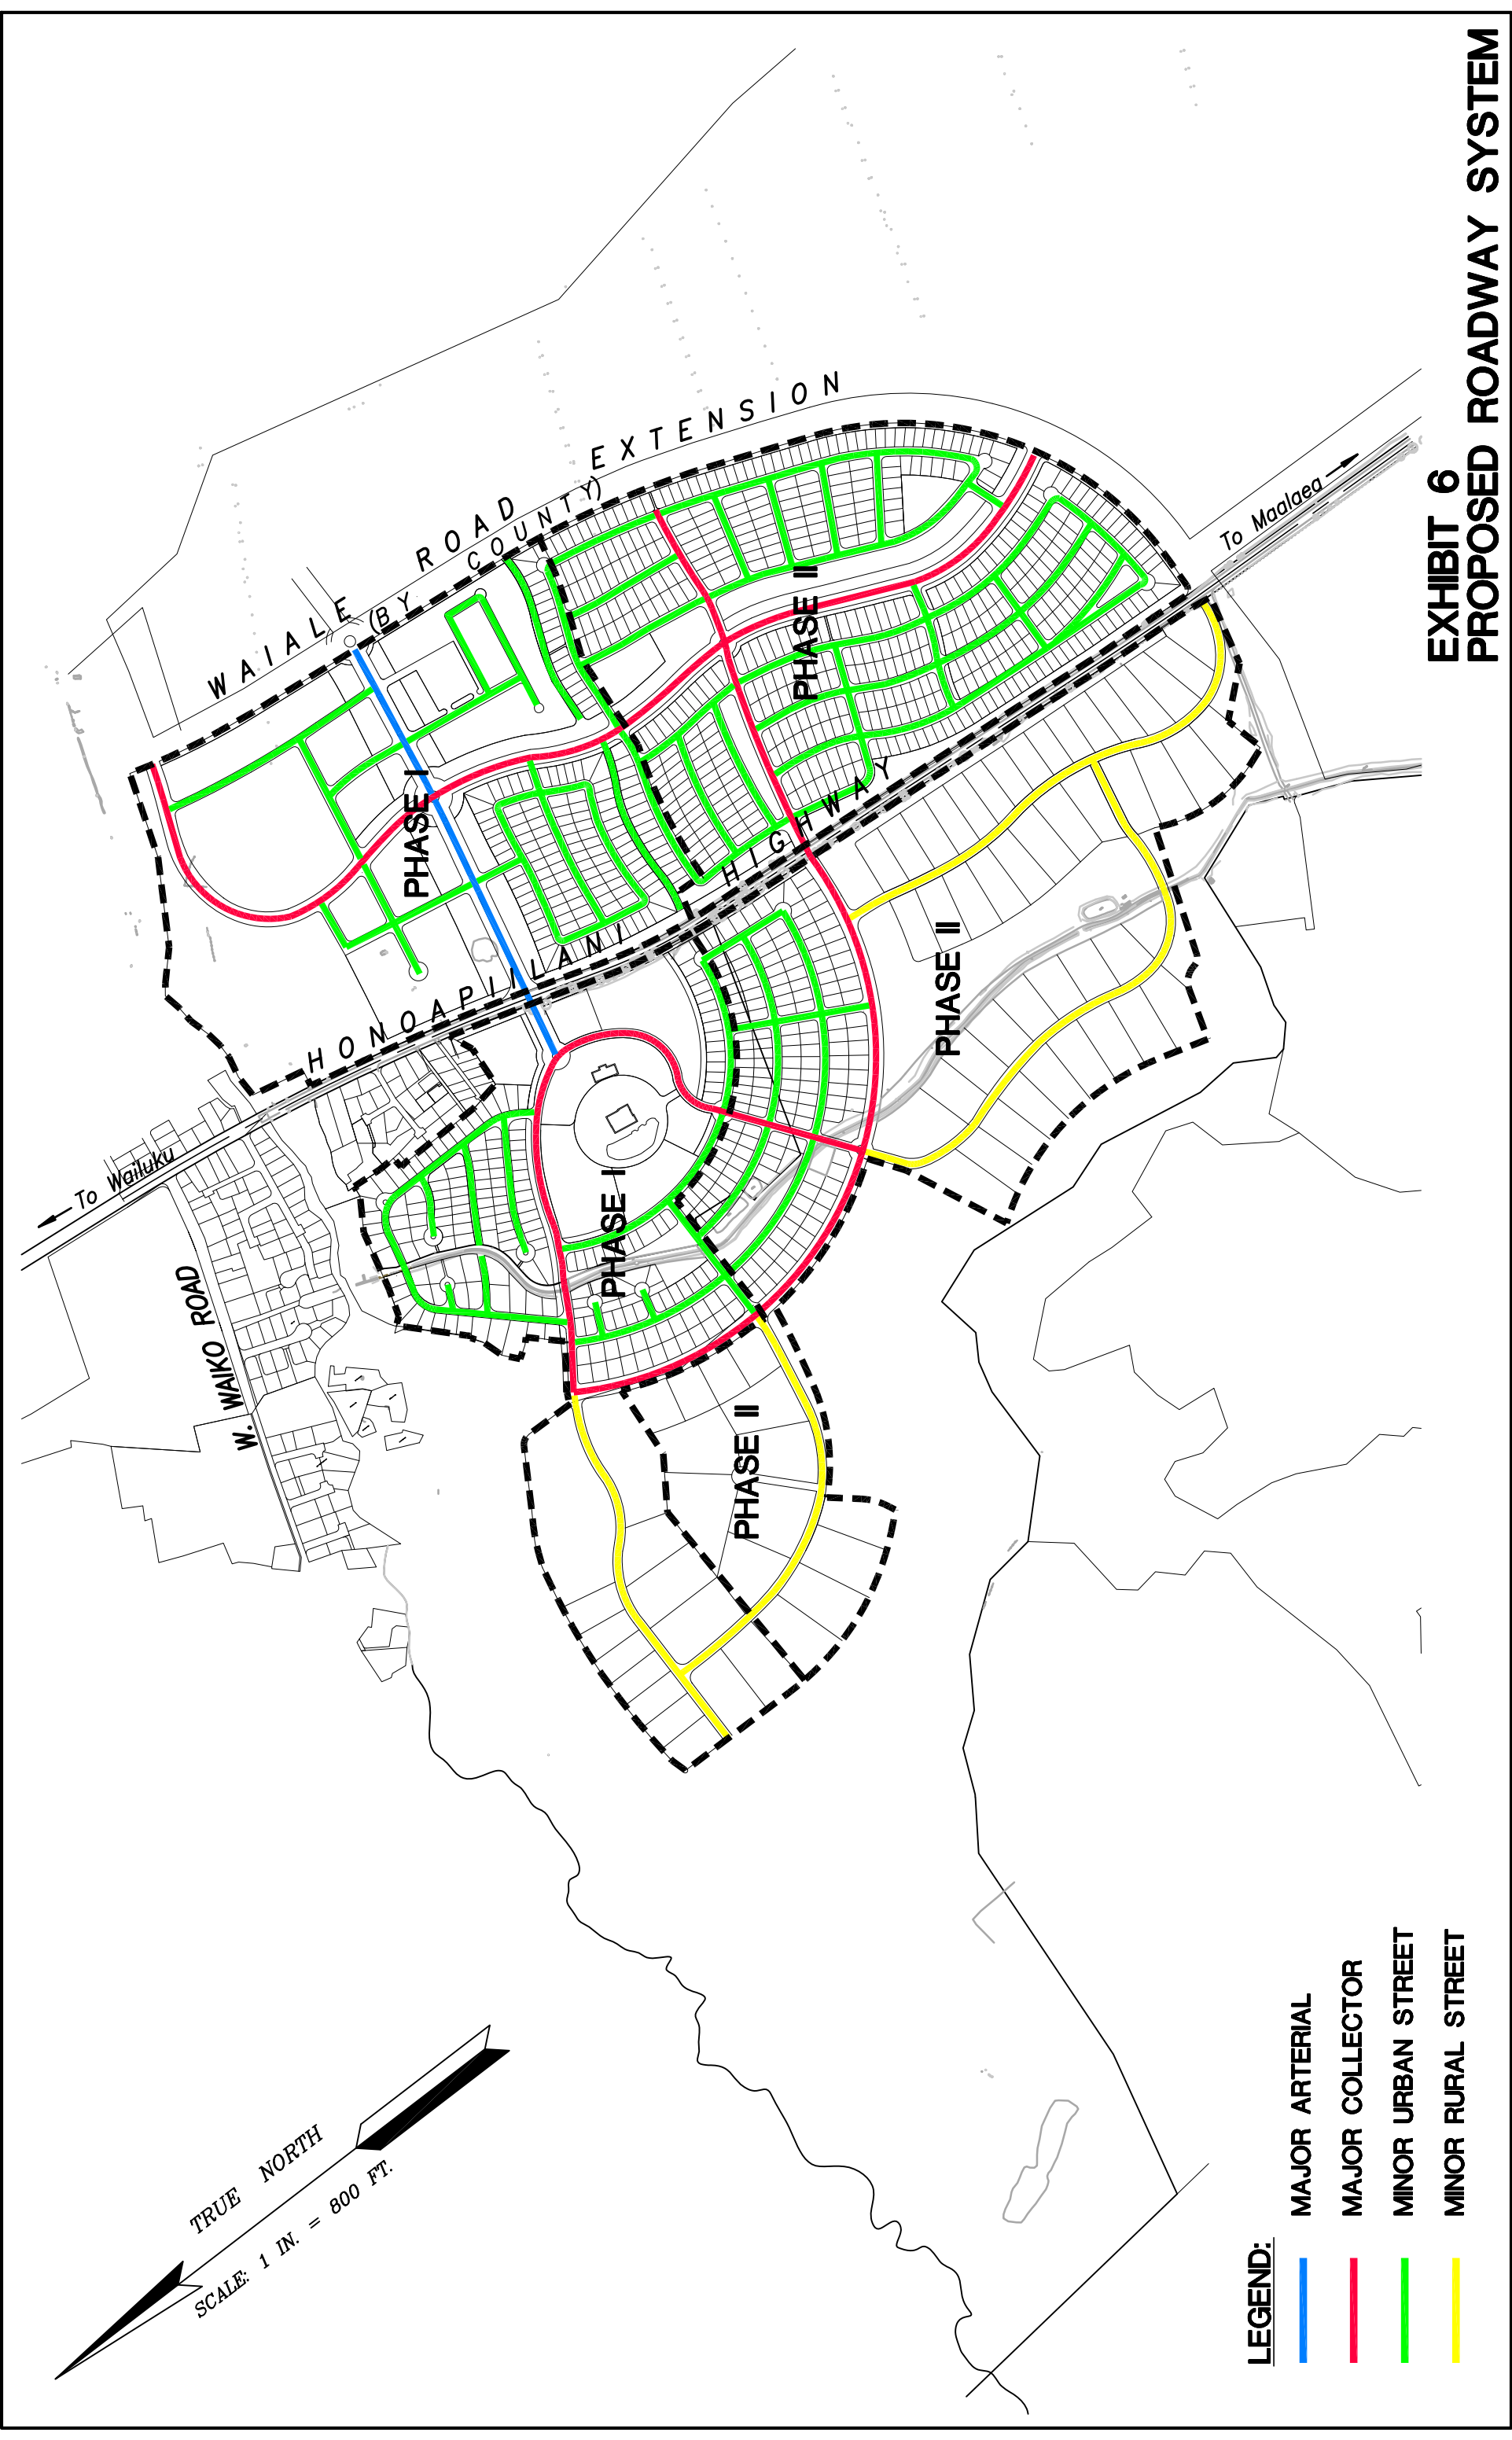 EXHIBIT 6
PROPOSED ROADWAY SYSTEM
WAIALE ROAD EXTENSION
(BY COUNTY)
HONOAPIILANI HIGHWAY
To Maalaea
To Wailuku
W. WAIKO ROAD
PHASE I
PHASE II
PHASE II
PHASE I
PHASE II
TRUE NORTH
SCALE: 1 IN. = 800 FT.
LEGEND:
MAJOR ARTERIAL
MAJOR COLLECTOR
MINOR URBAN STREET
MINOR RURAL STREET